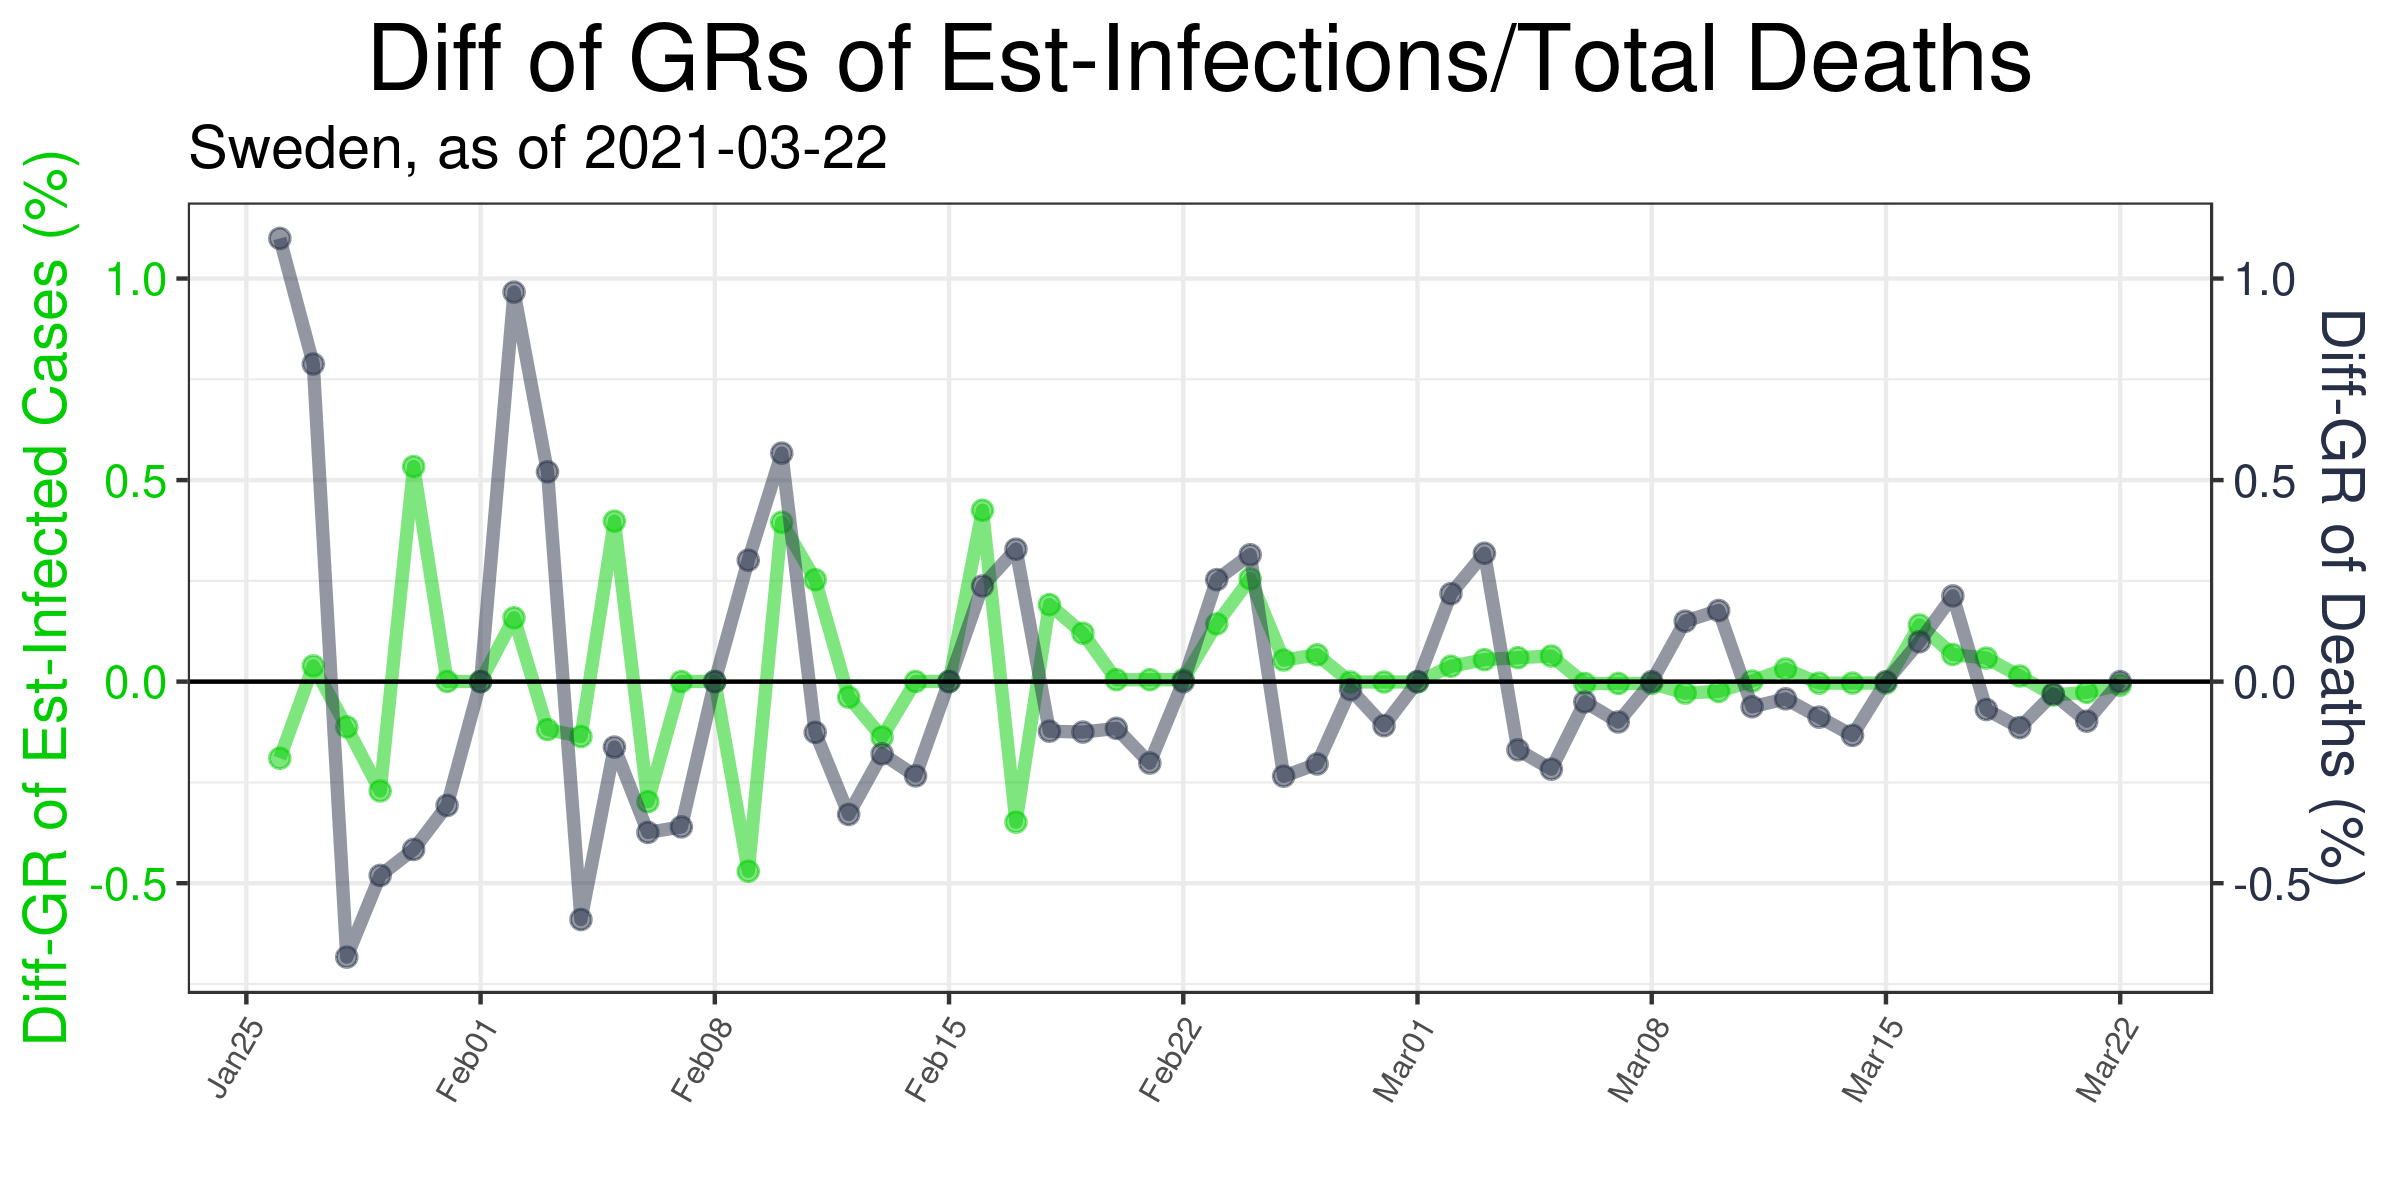 Diff of GRs of Est-Infections/Total Deaths
Sweden, as of 2021-03-22
Diff-GR of Est-Infected Cases (%)
1.0
0.5
0.0
-0.5
1.0
0.5
0.0
-0.5
Diff-GR of Deaths (%)
Jan25
Feb01
Feb08
Feb15
Feb22
Mar01
Mar08
Mar15
Mar22